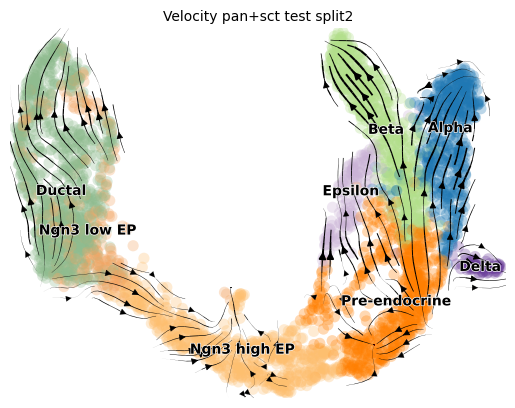 Velocity pan+sct test split2
Beta
Alpha
Ductal
Epsilon
Ngn3 low EP
Delta
Pre-endocrine
Ngn3 high EP